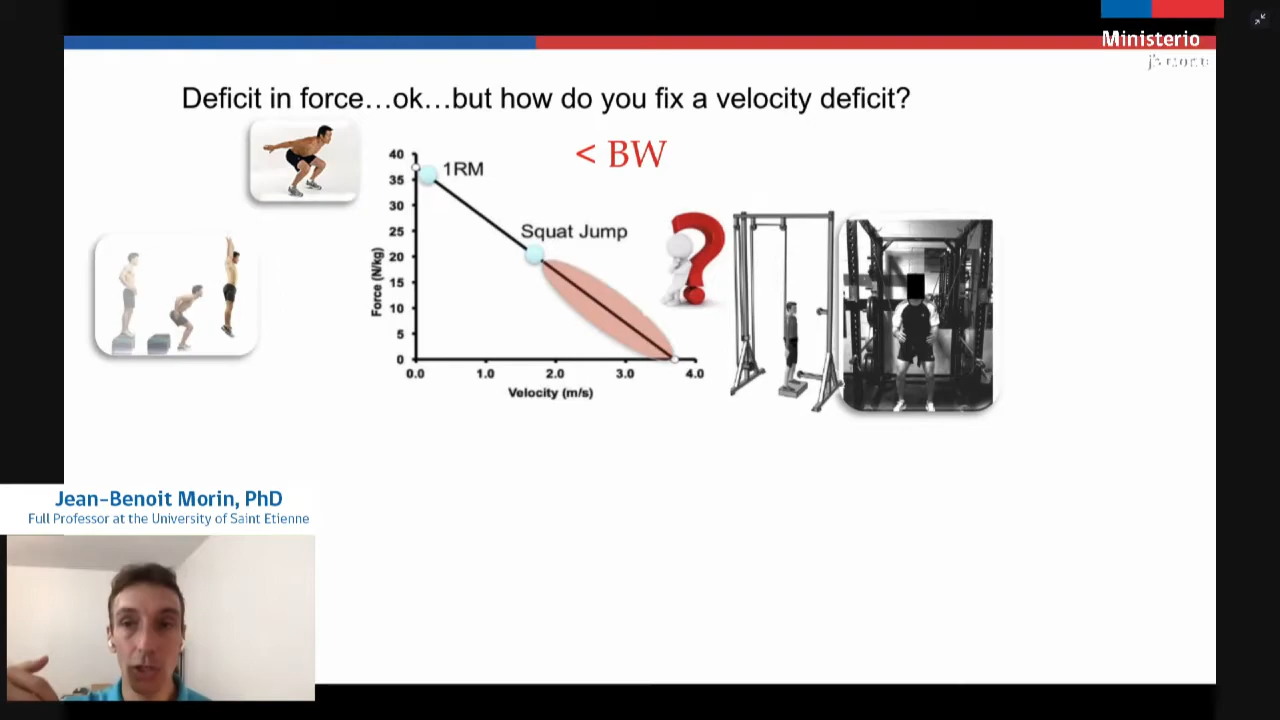 Ministerio
Deficit in force…ok…but how do you fix a velocity deficit?
< BW
40
35
30
25
20
15
10
5
0
Force (N/kg)
1RM
Squat Jump
0.0 1.0 2.0 3.0 4.0
Velocity (m/s)
Jean-Benoit Morin, PhD
Full Professor at the University of Saint Etienne